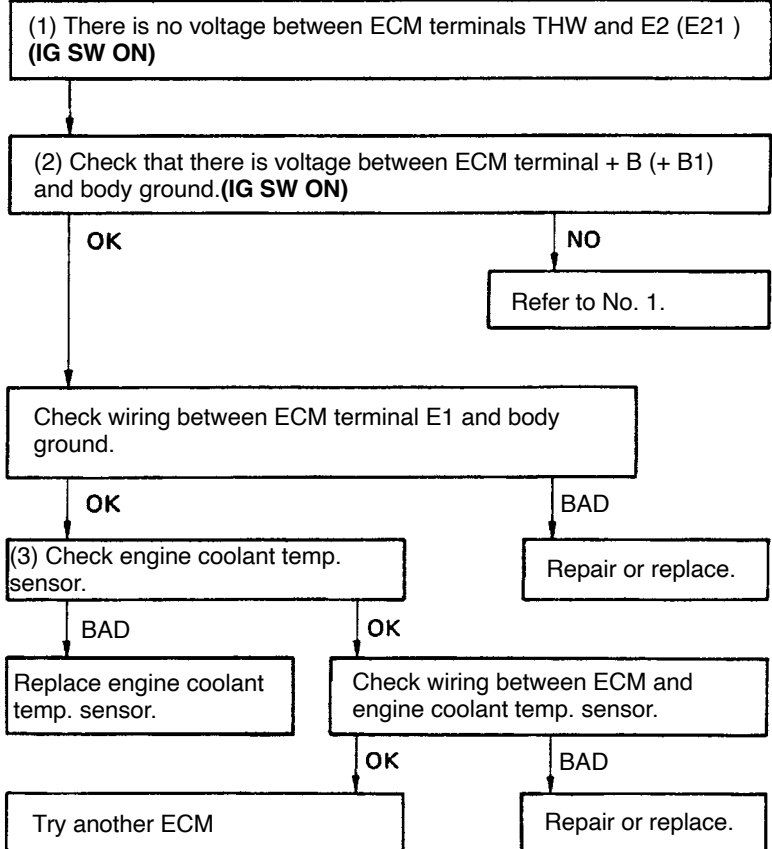 (1) There is no voltage between ECM terminals THW and E2 (E21 )
(IG SW ON)
(2) Check that there is voltage between ECM terminal + B (+ B1)
and body ground.(IG SW ON)
OK
NO
Refer to No. 1.
Check wiring between ECM terminal E1 and body
ground.
OK
BAD
(3) Check engine coolant temp.
sensor.
Repair or replace.
BAD
OK
Replace engine coolant
temp. sensor.
Check wiring between ECM and
engine coolant temp. sensor.
OK
BAD
Try another ECM
Repair or replace.